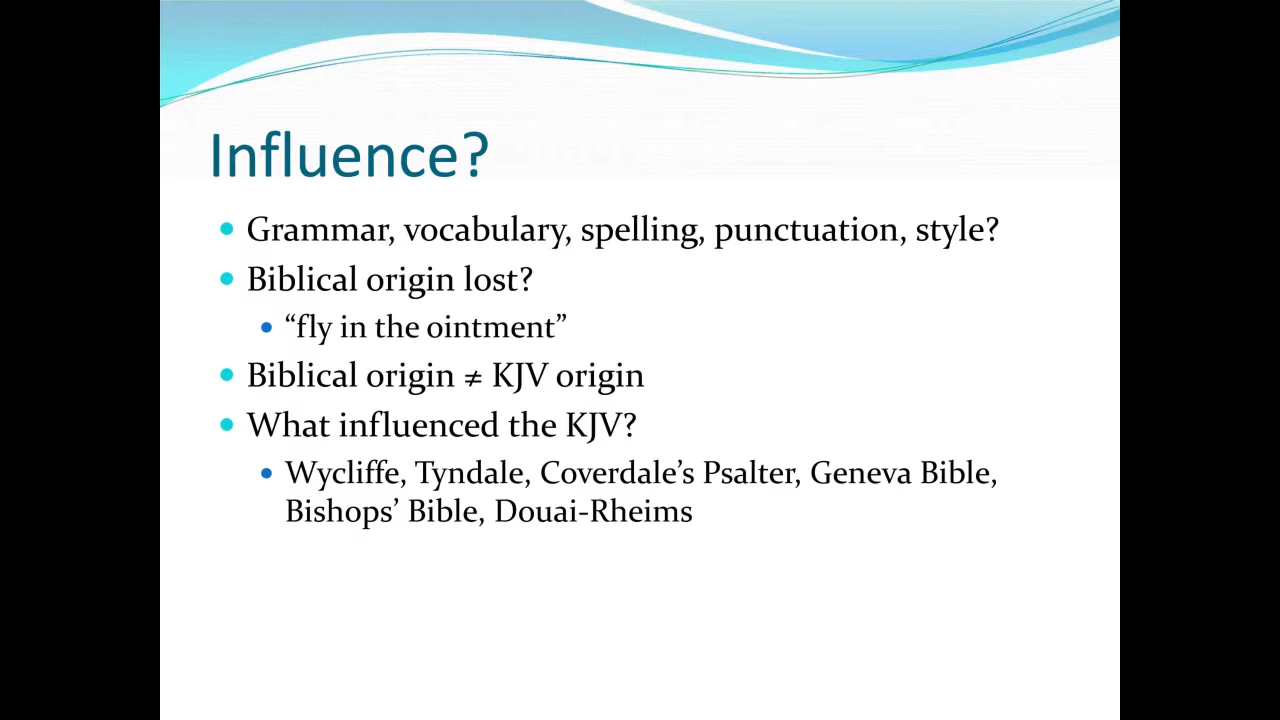 Influence?
Grammar, vocabulary, spelling, punctuation, style?
Biblical origin lost?
“fly in the ointment”
Biblical origin ≠ KJV origin
What influenced the KJV?
Wycliffe, Tyndale, Coverdale’s Psalter, Geneva Bible,
Bishops’ Bible, Douai-Rheims